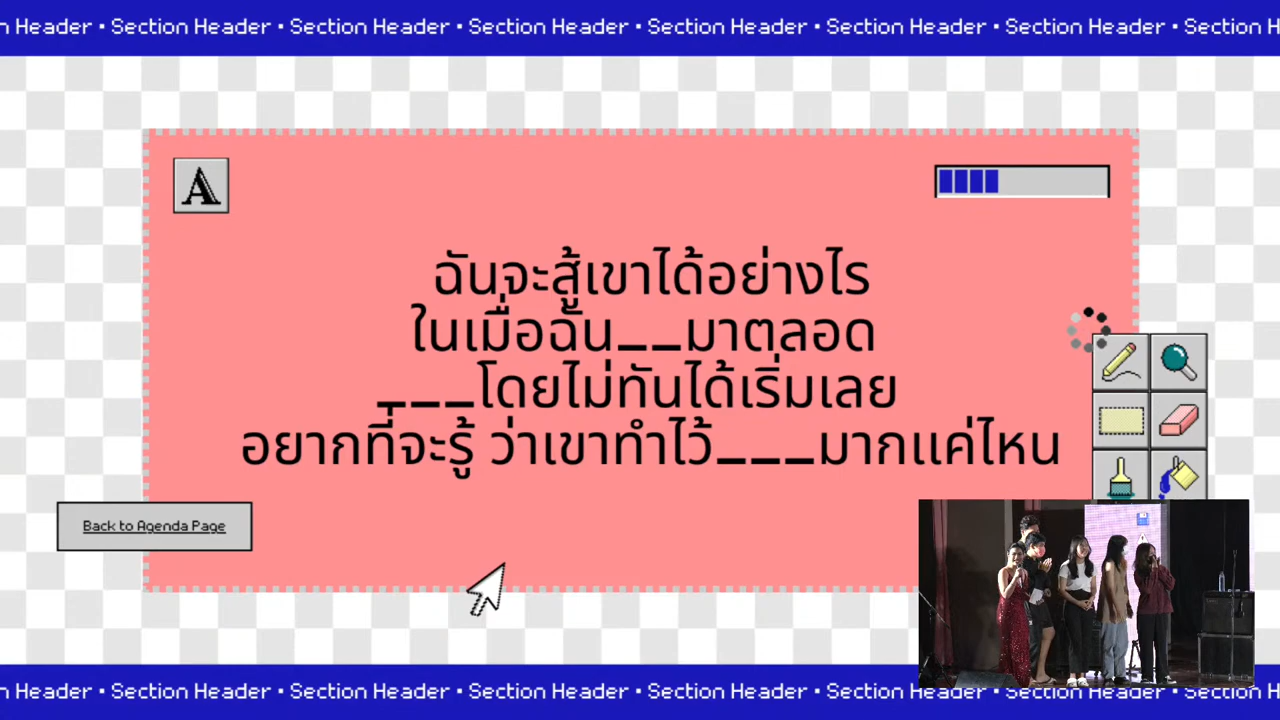 n Header • Section Header • Section Header • Section Header • Section Header • Section Header • Section Header • Section H
A
ฉันจะสู้เขาได้อย่างไร
ในเมื่อฉัน__มาตลอด
___โดยไม่ทันได้เริ่มเลย
อยากที่จะรู้ ว่าเขาทำไว้___มากแค่ไหน
Back to Agenda Page
n Header • Section Header • Section Header • Section Header • Section Header • Section Header • Section Header • Section H